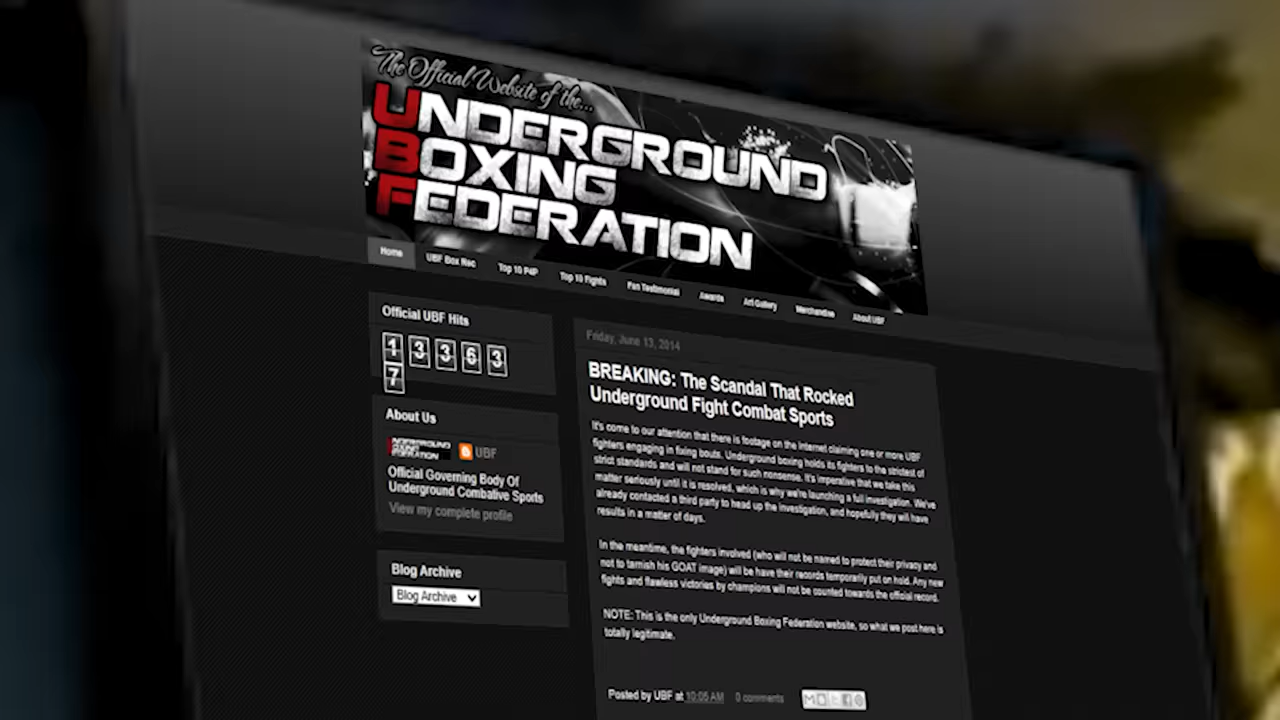 The Official Website of the...
UNDERGROUND
BOXING
FEDERATION
Home UBF Box Rec Top 10 P4P Top 10 Fights Fan Testimonial Awards Art Gallery Merchandise About UBF
Official UBF Hits
1 3 3 6 3
7
About Us
UNDERGROUND
BOXING
FEDERATION
UBF
Official Governing Body Of
Underground Combative Sports
View my complete profile
Blog Archive
Blog Archive
Friday, June 13, 2014
BREAKING: The Scandal That Rocked
Underground Fight Combat Sports
It's come to our attention that there is footage on the internet claiming one or more UBF
fighters engaging in fixing bouts. Underground boxing holds its fighters to the strictest of
strict standards and will not stand for such nonsense. It's imperative that we take this
matter seriously until it is resolved, which is why we're launching a full investigation. We've
already contacted a third party to head up the investigation, and hopefully they will have
results in a matter of days.
In the meantime, the fighters involved (who will not be named to protect their privacy and
not to tarnish his GOAT image) will be have their records temporarily put on hold. Any new
fights and flawless victories by champions will not be counted towards the official record.
NOTE: This is the only Underground Boxing Federation website, so what we post here is
totally legitimate.
Posted by UBF at 10:05 AM 0 comments